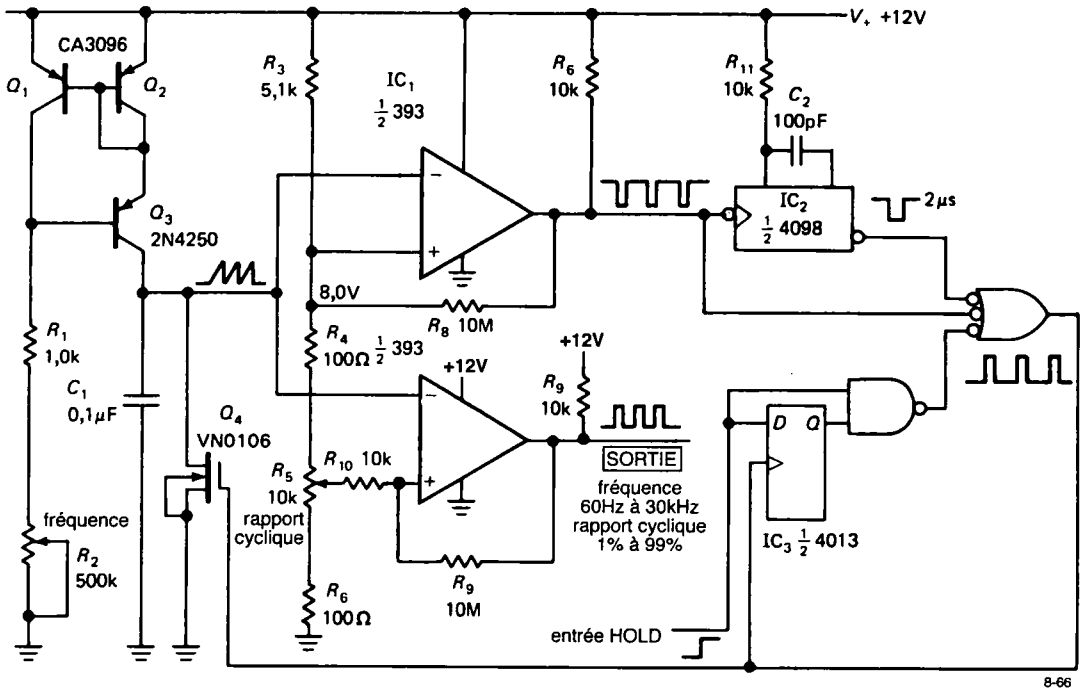 V+ +12V
CA3096
Q1
Q2
R3
5,1k
IC1
½ 393
R6
10k
R11
10k
C2
100pF
IC2
½ 4098
2μs
Q3
2N4250
−
+
8,0V
R8 10M
R1
1,0k
R4
100Ω
½ 393
+12V
+12V
R9
10k
C1
0,1μF
Q4
VN0106
−
+
R5
10k
rapport
cyclique
R10 10k
SORTIE
fréquence
60Hz à 30kHz
rapport cyclique
1% à 99%
D Q
IC3 ½ 4013
fréquence
R2
500k
R9
10M
R6
100Ω
entrée HOLD
8-66